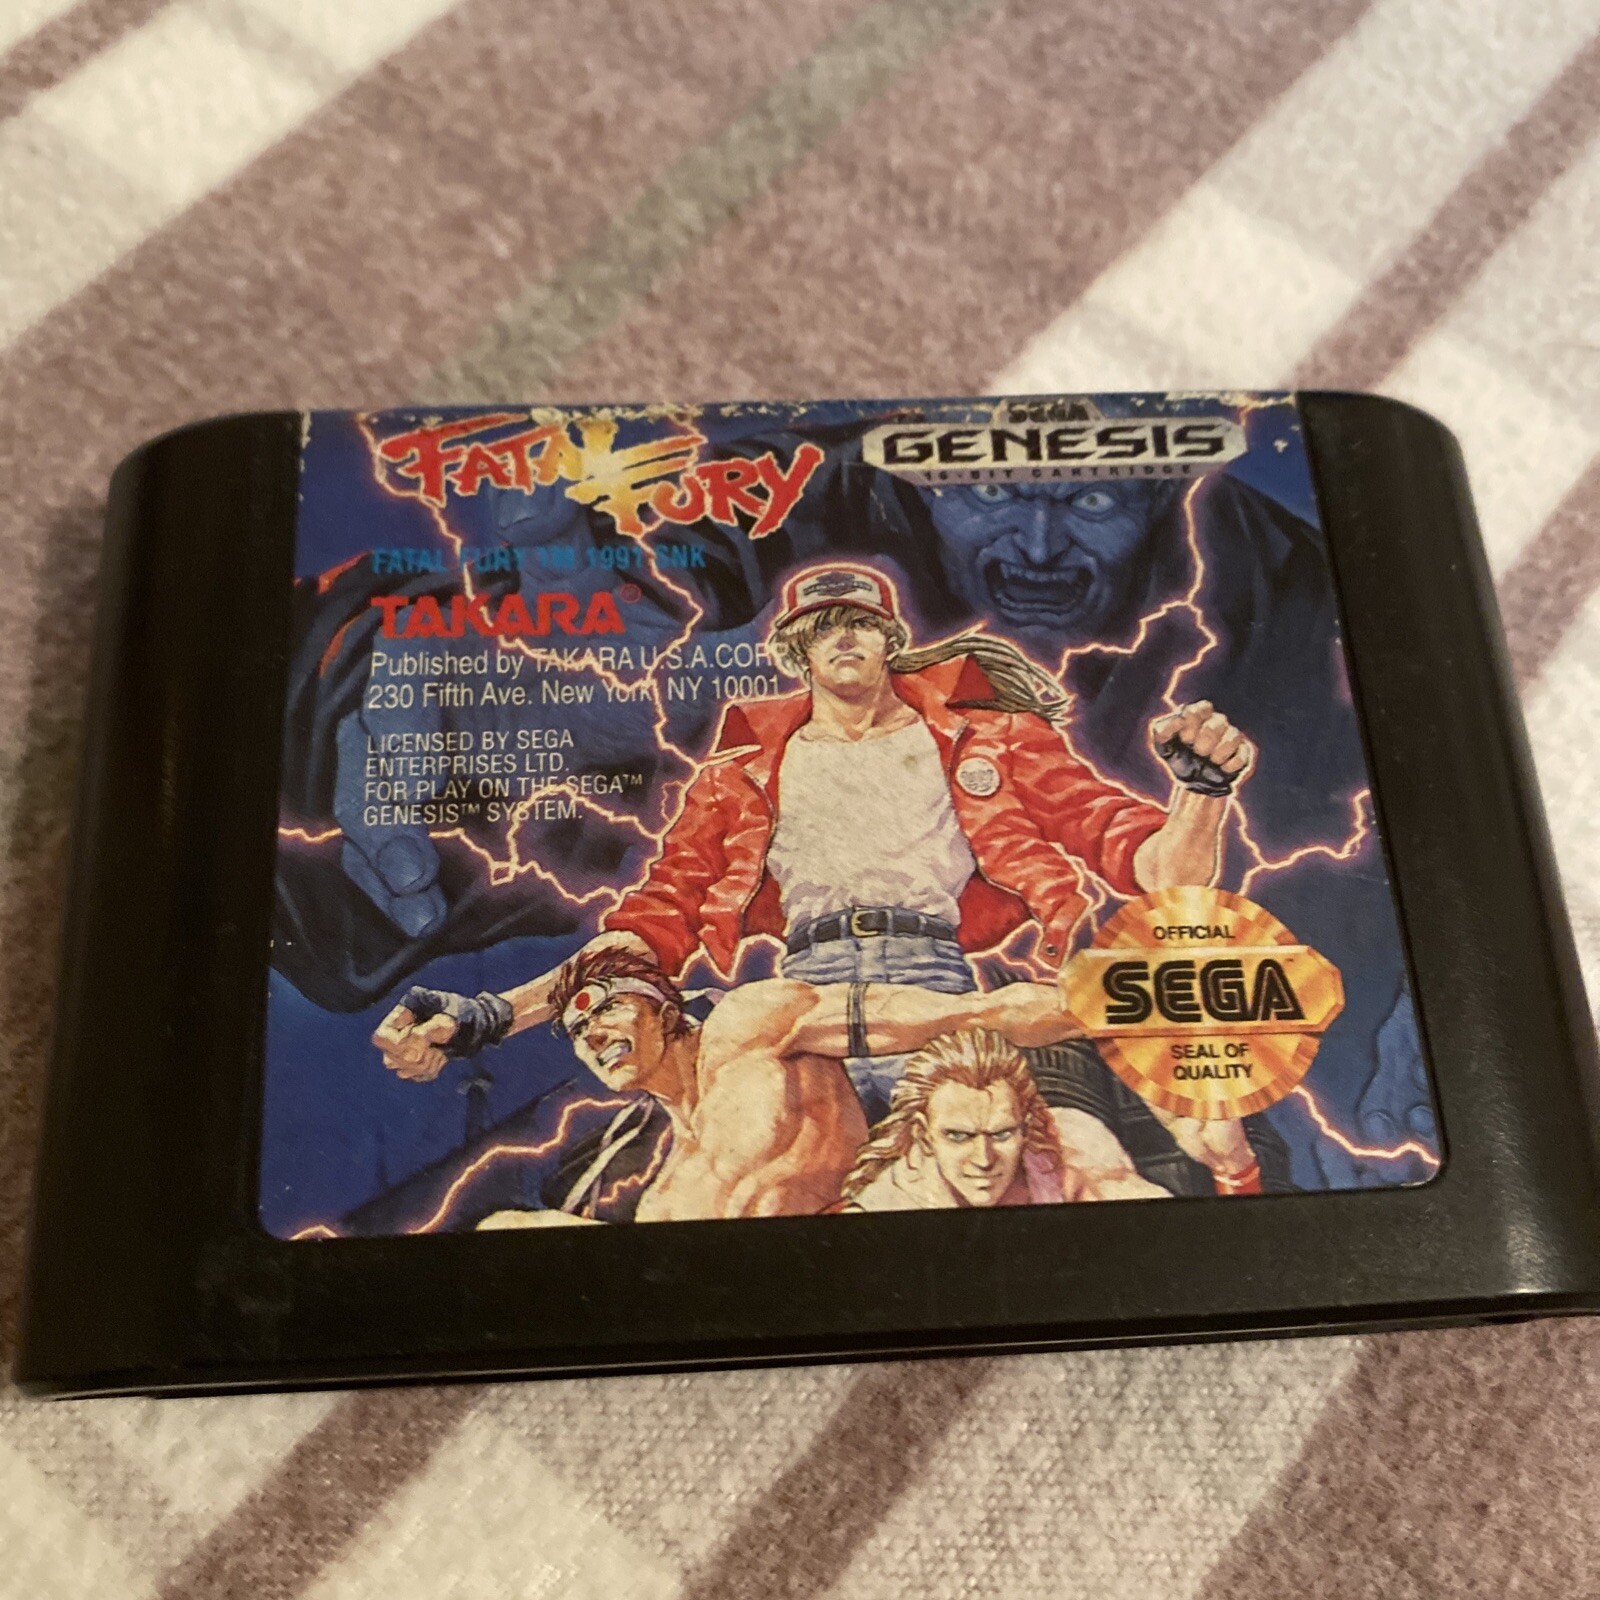 FATAL FURY
SEGA
GENESIS
16-BIT CARTRIDGE
FATAL FURY TM 1991 SNK
TAKARA®
Published by TAKARA U.S.A.CORP
230 Fifth Ave. New York, NY 10001
LICENSED BY SEGA
ENTERPRISES LTD.
FOR PLAY ON THE SEGA™
GENESIS™ SYSTEM.
OFFICIAL
SEGA™
SEAL OF
QUALITY